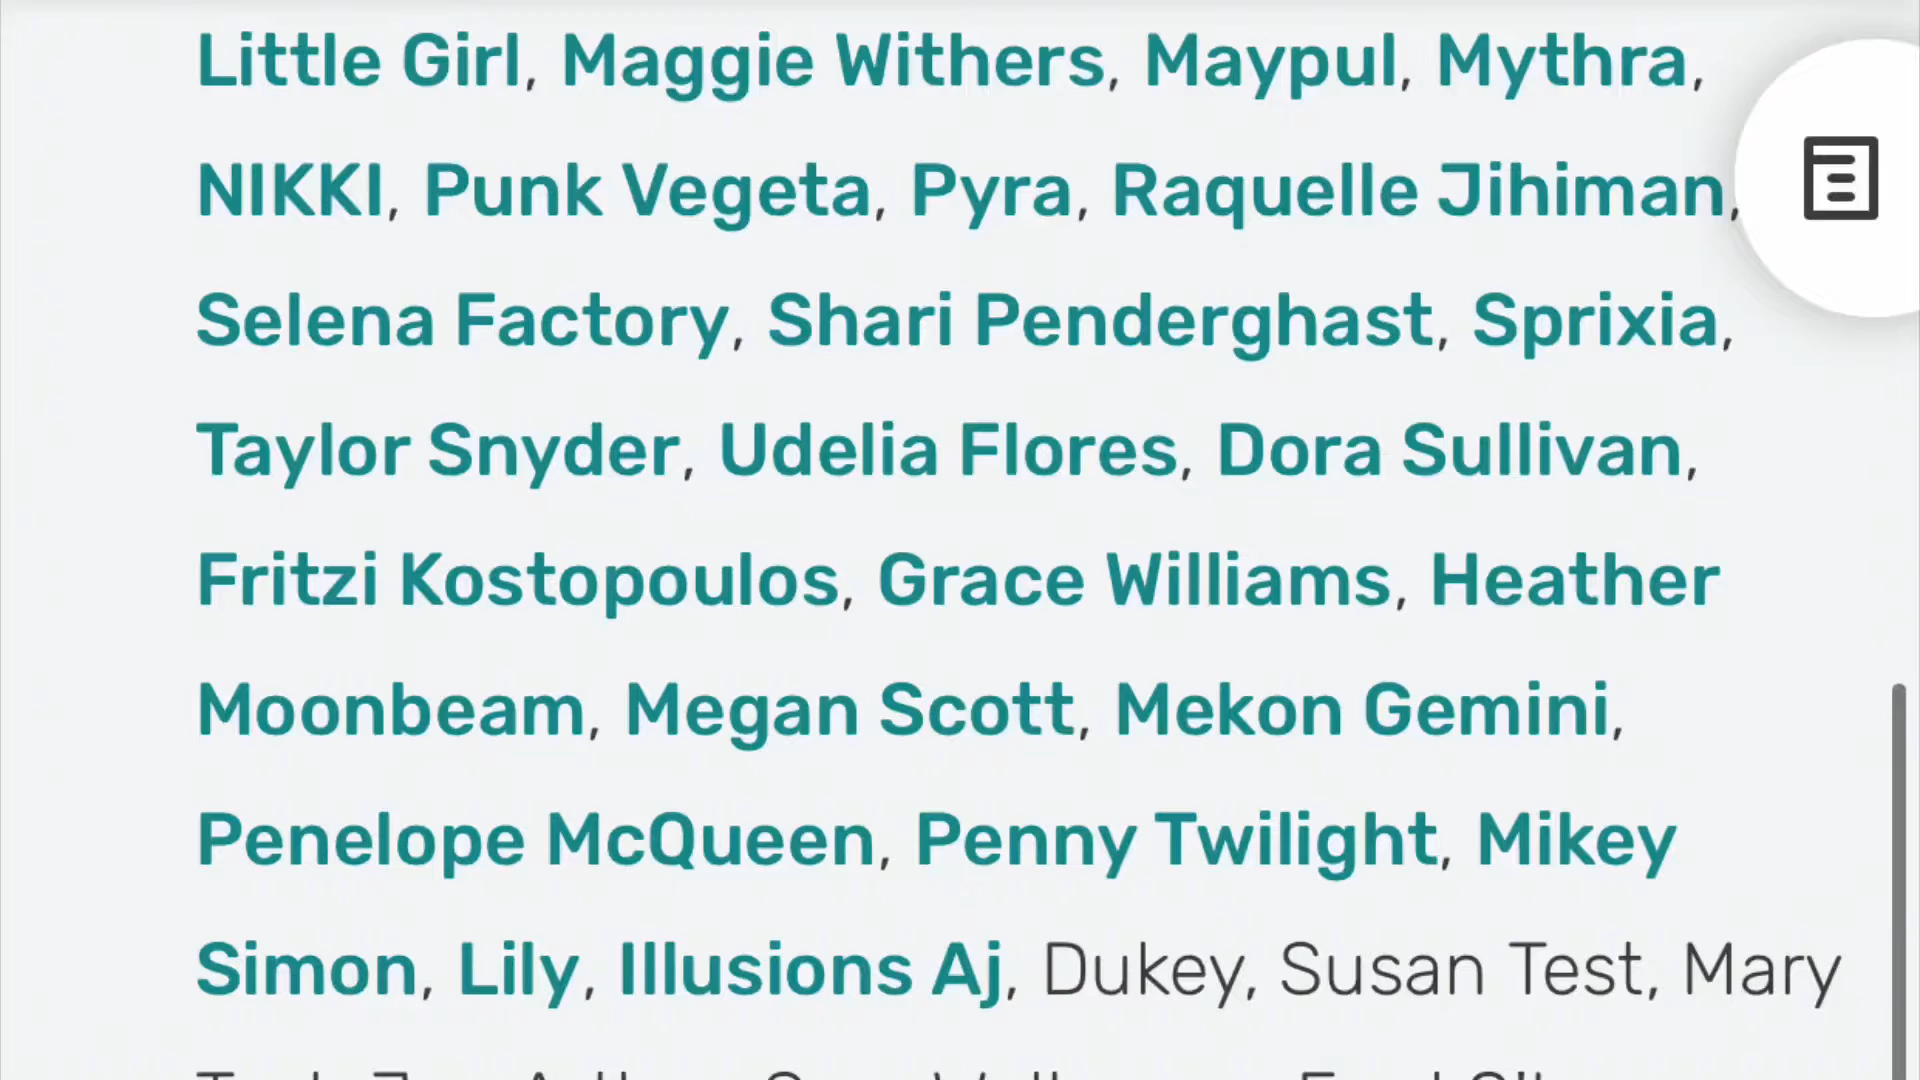 Little Girl, Maggie Withers, Maypul, Mythra,
NIKKI, Punk Vegeta, Pyra, Raquelle Jihiman,
Selena Factory, Shari Penderghast, Sprixia,
Taylor Snyder, Udelia Flores, Dora Sullivan,
Fritzi Kostopoulos, Grace Williams, Heather
Moonbeam, Megan Scott, Mekon Gemini,
Penelope McQueen, Penny Twilight, Mikey
Simon, Lily, Illusions Aj, Dukey, Susan Test, Mary